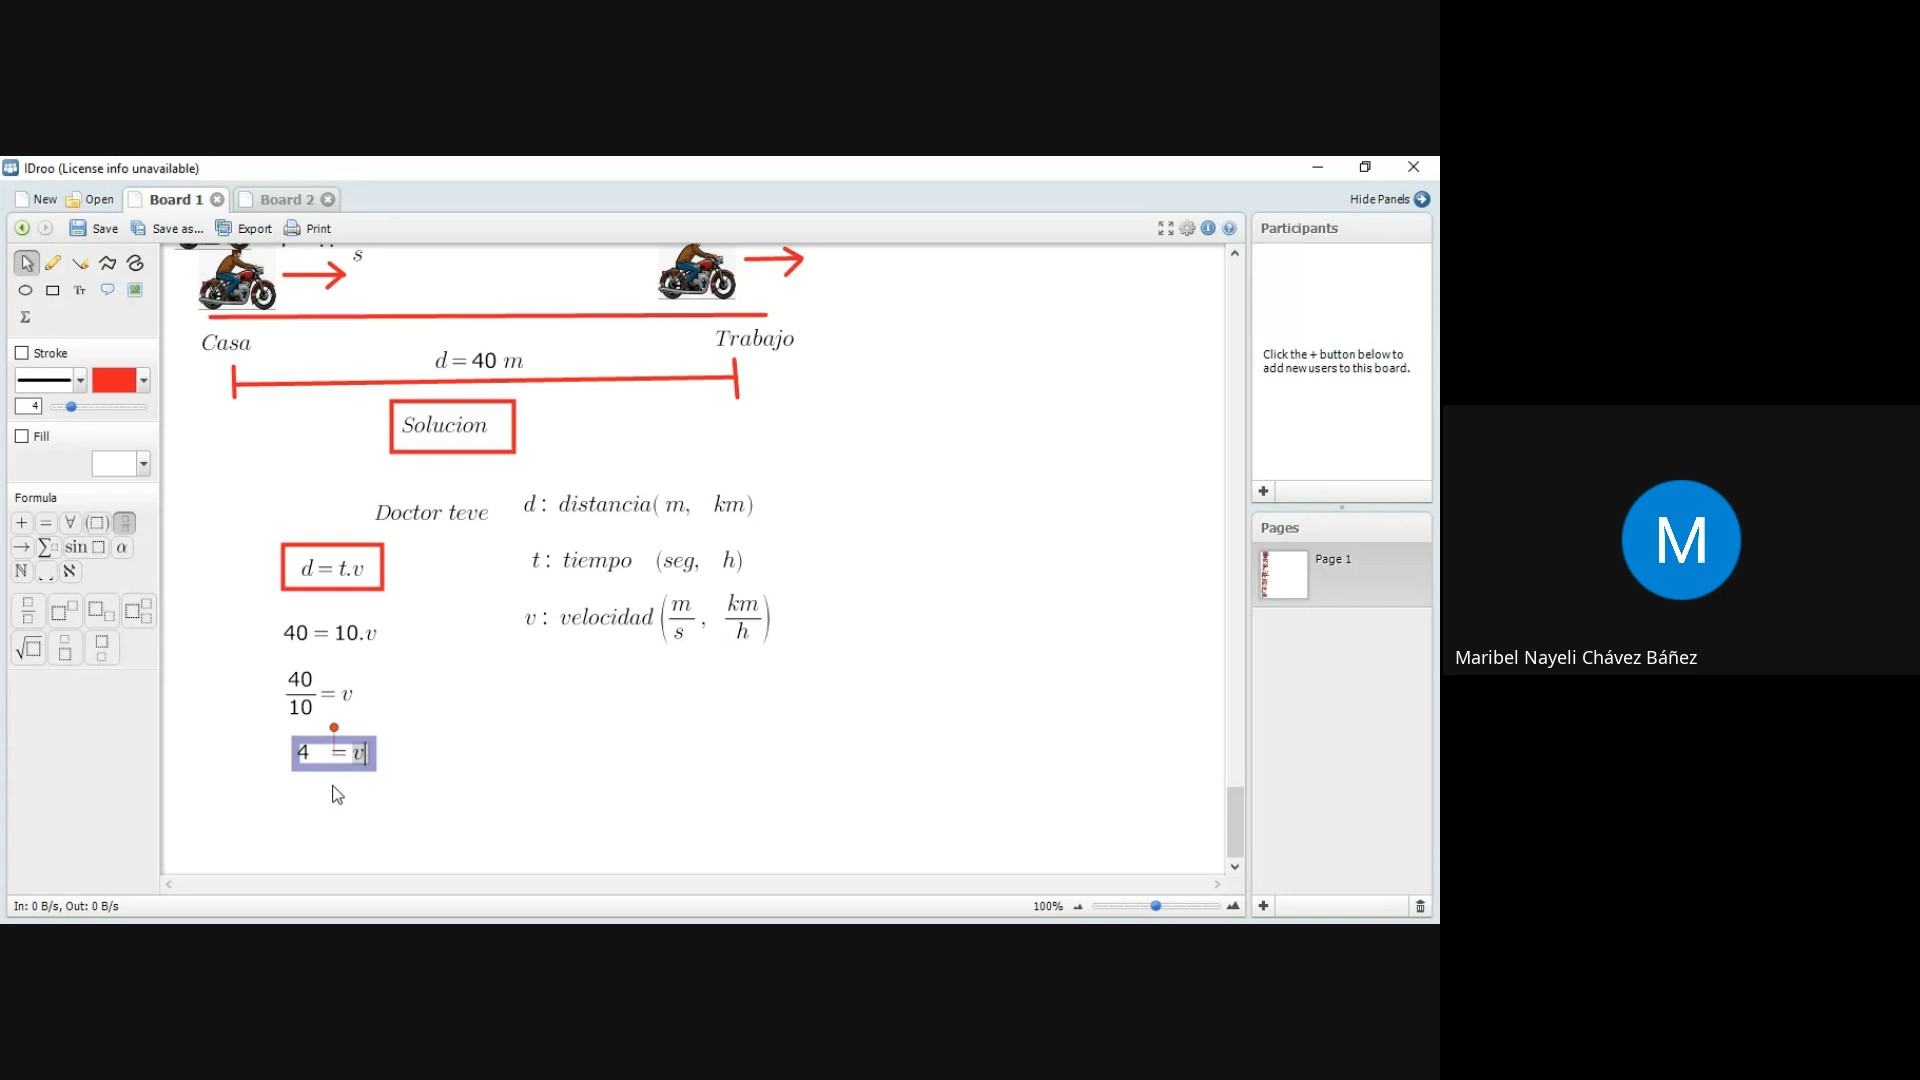 IDroo (License info unavailable)
New Open Board 1 Board 2 Hide Panels
Save Save as... Export Print
Participants
s
Casa
Trabajo
d = 40 m
Solucion
Doctor teve
d : distancia( m, km)
t : tiempo (seg, h)
v : velocidad (m/s, km/h)
d = t.v
40 = 10.v
40/10 = v
4 = v
Tr
Σ
Stroke
4
Fill
Formula
+ = ∀ (□)
→ ∑□ sin □ α
ℕ ℵ
Click the + button below to
add new users to this board.
Pages
Page 1
In: 0 B/s, Out: 0 B/s
100%
M
Maribel Nayeli Chávez Báñez